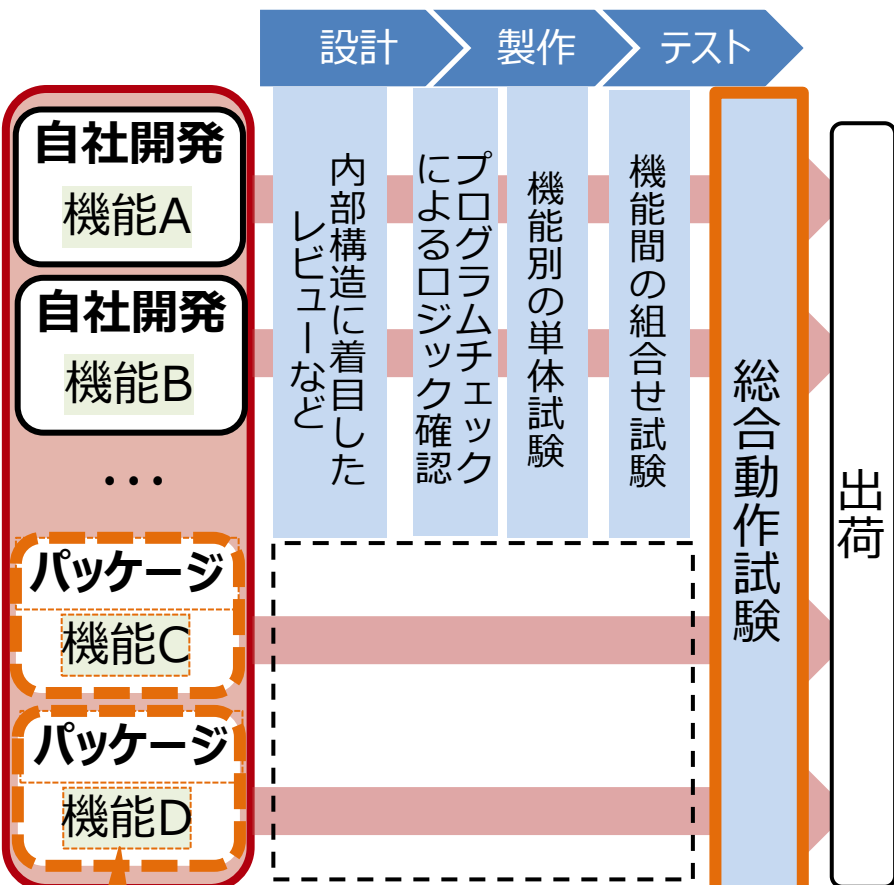 設計
製作
テスト
自社開発
機能A
自社開発
機能B
...
パッケージ
機能C
パッケージ
機能D
内部構造に着目した
レビューなど
プログラムチェック
によるロジック確認
機能別の単体試験
機能間の組合せ試験
総合動作試験
出荷